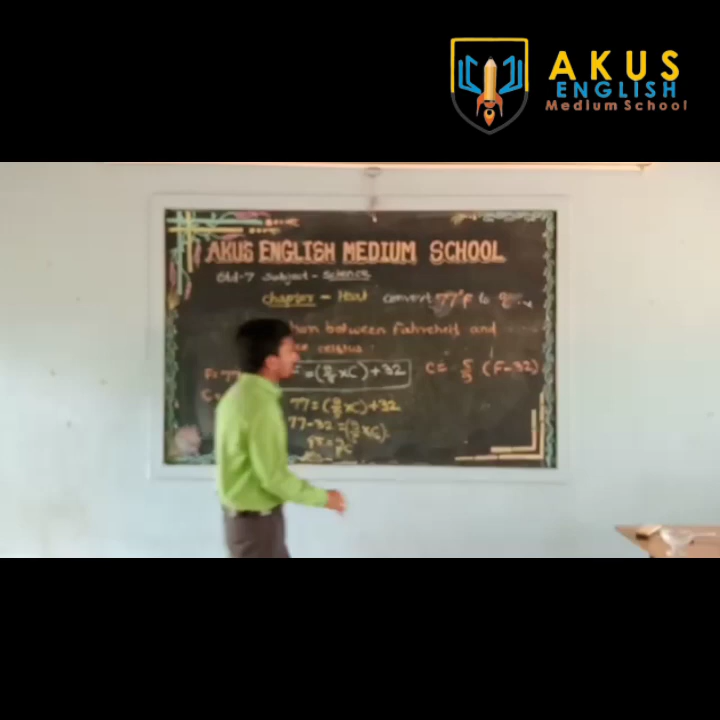 AKUS
ENGLISH
Medium School
AKUS ENGLISH MEDIUM SCHOOL
Std-7 Subject - Science
chapter - Heat convert 77°F to
between Fahrenheit and
celsius
F=77 = (9/5 x C) + 32 C = 5/9 (F-32)
C=
77 = (9/5 x C) + 32
77-32 = (9/5 x C)